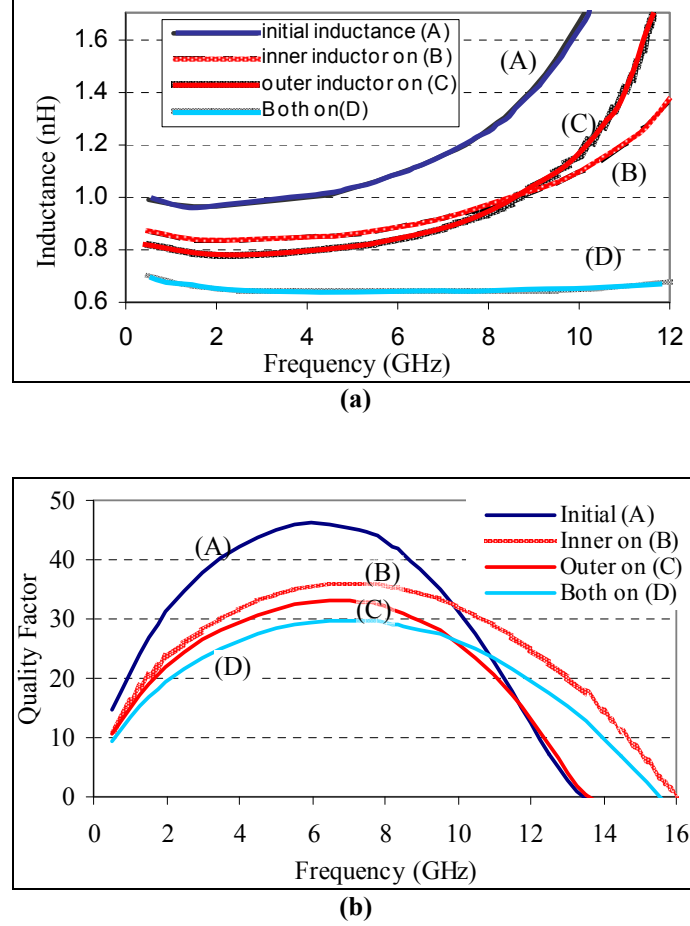 1.6
1.4
1.2
1.0
0.8
0.6
Inductance (nH)
initial inductance (A)
inner inductor on (B)
outer inductor on (C)
Both on(D)
(A)
(C)
(B)
(D)
0 2 4 6 8 10 12
Frequency (GHz)
(a)
50
40
30
20
10
0
Quality Factor
Initial (A)
Inner on (B)
Outer on (C)
Both on (D)
(A)
(B)
(C)
(D)
0 2 4 6 8 10 12 14 16
Frequency (GHz)
(b)